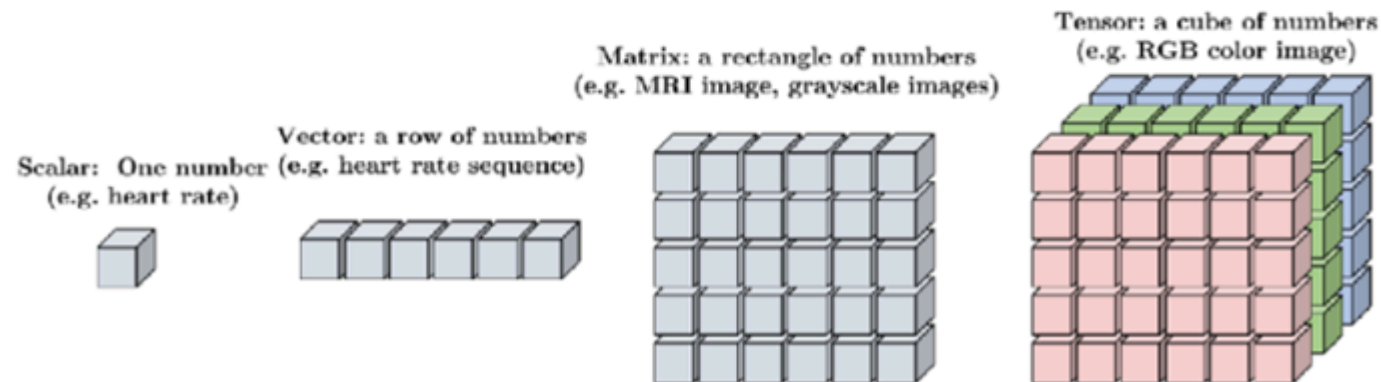 Scalar: One number
(e.g. heart rate)
Vector: a row of numbers
(e.g. heart rate sequence)
Matrix: a rectangle of numbers
(e.g. MRI image, grayscale images)
Tensor: a cube of numbers
(e.g. RGB color image)